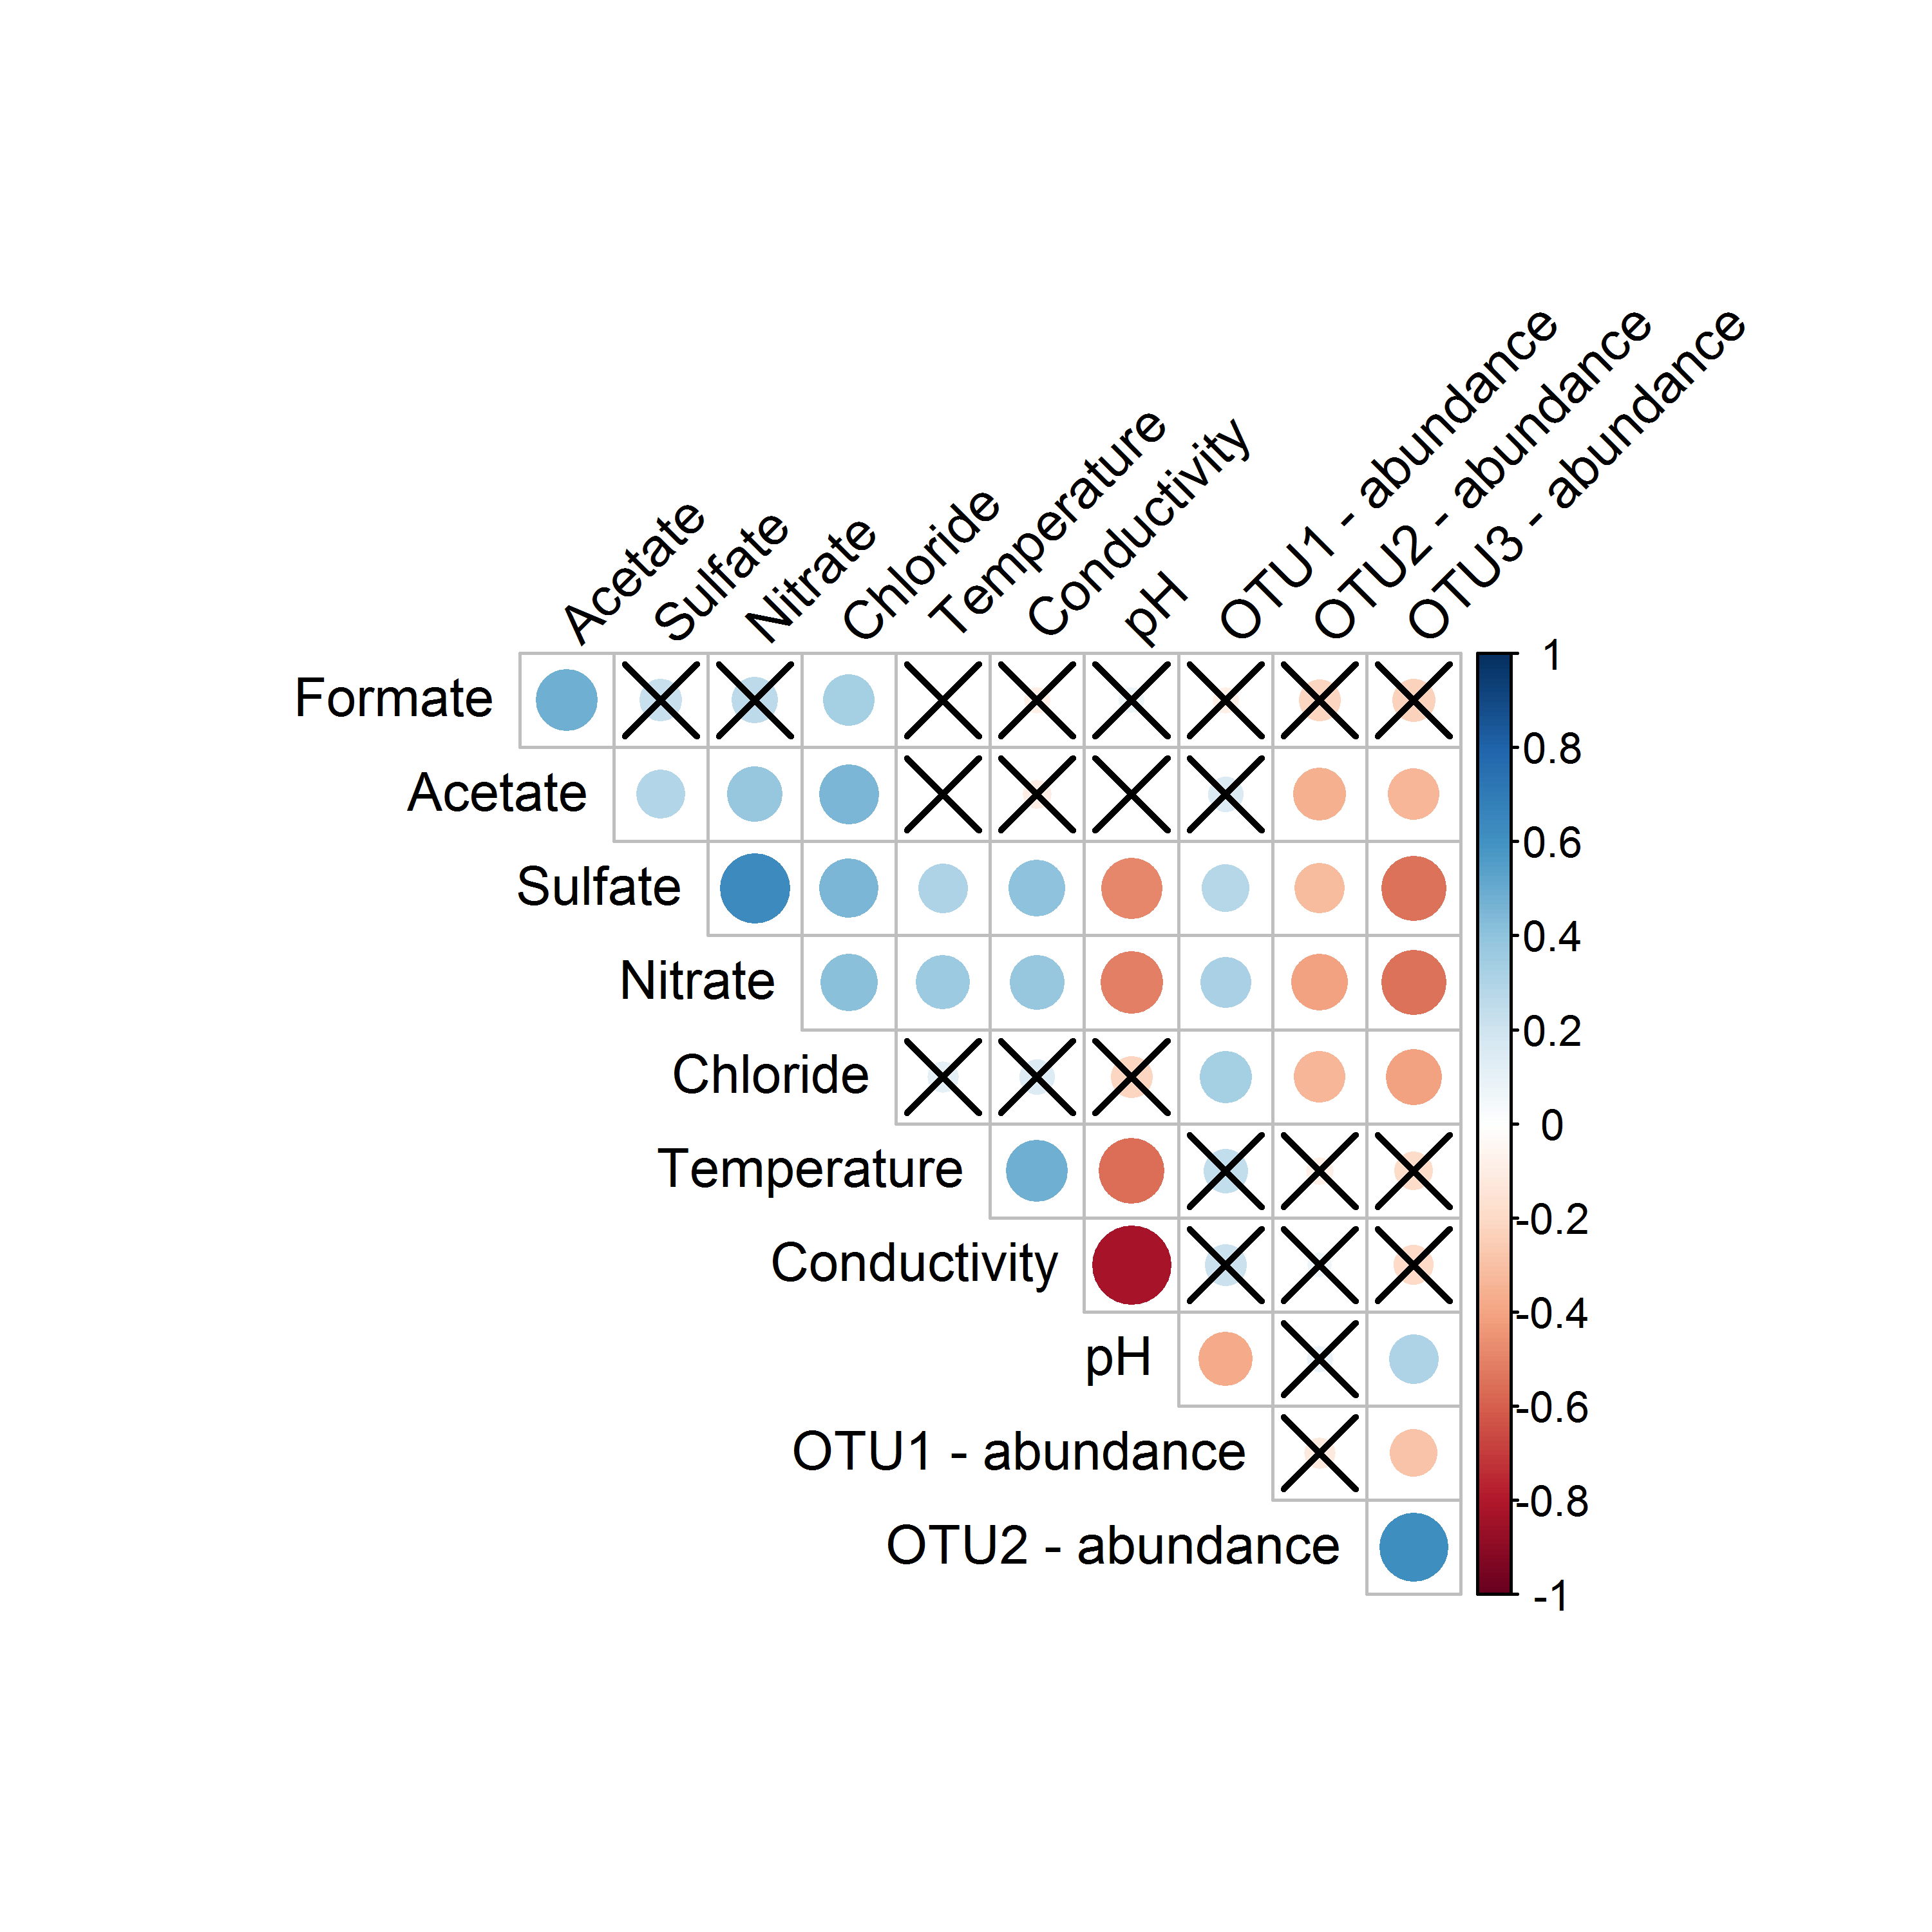 Acetate
Sulfate
Nitrate
Chloride
Temperature
Conductivity
pH
OTU1 - abundance
OTU2 - abundance
OTU3 - abundance
Formate
Acetate
Sulfate
Nitrate
Chloride
Temperature
Conductivity
pH
OTU1 - abundance
OTU2 - abundance
1
0.8
0.6
0.4
0.2
0
-0.2
-0.4
-0.6
-0.8
-1